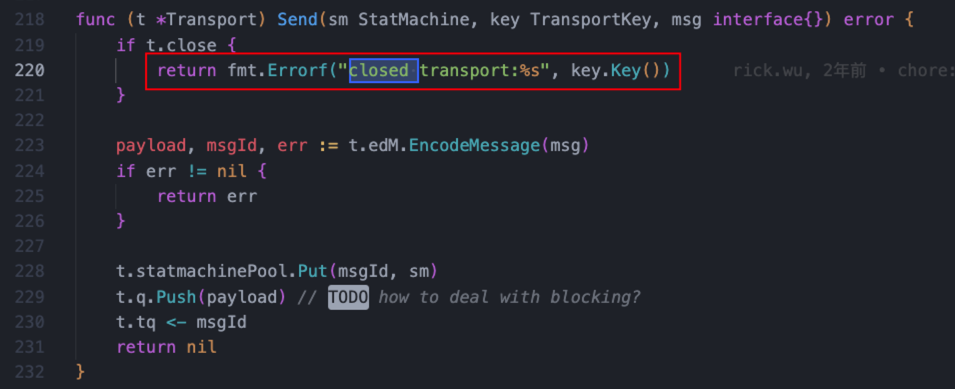 218 func (t *Transport) Send(sm StatMachine, key TransportKey, msg interface{}) error {
219 if t.close {
220 return fmt.Errorf("closed transport:%s", key.Key()) rick.wu, 2年前 • chore:
221 }
222
223 payload, msgId, err := t.edM.EncodeMessage(msg)
224 if err != nil {
225 return err
226 }
227
228 t.statmachinePool.Put(msgId, sm)
229 t.q.Push(payload) // TODO how to deal with blocking?
230 t.tq <- msgId
231 return nil
232 }